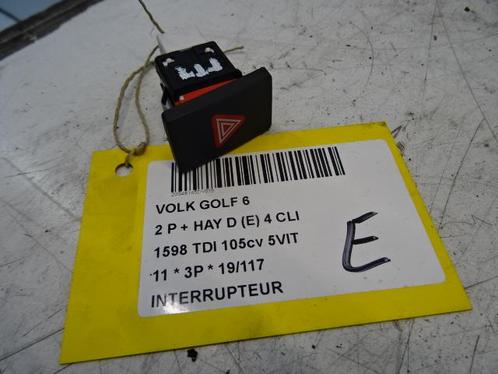 VOLK GOLF 6
2 P + HAY D (E) 4 CLI
1598 TDI 105cv 5VIT
11 * 3P * 19/117
INTERRUPTEUR
E